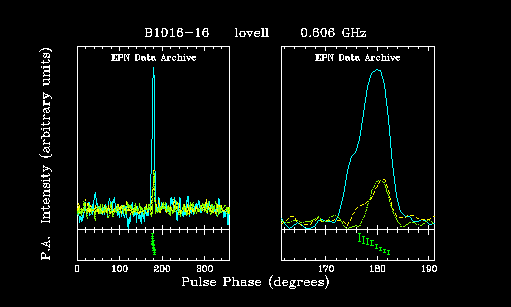 B1016-16 lovell 0.606 GHz
EPN Data Archive EPN Data Archive
P.A. Intensity (arbitrary units)
0 100 200 300 170 180 190
Pulse Phase (degrees)